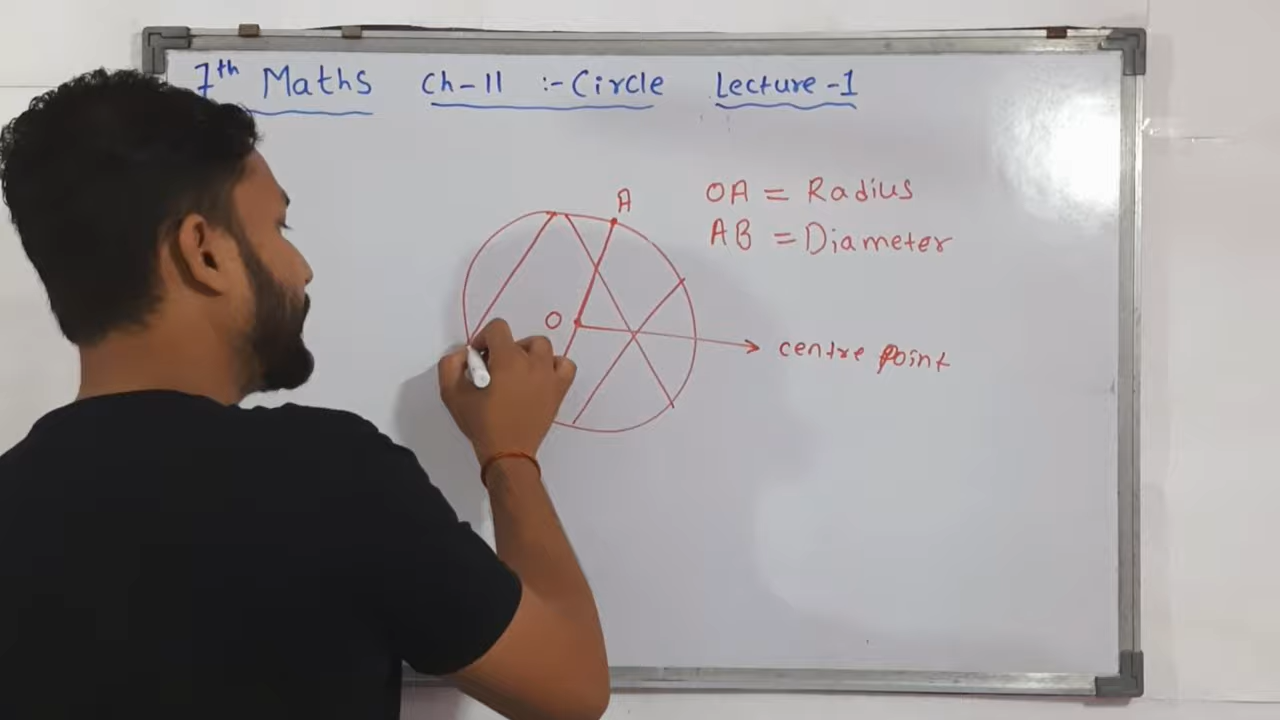 7th Maths Ch-11 :- Circle Lecture-1
A
OA = Radius
AB = Diameter
O
centre point